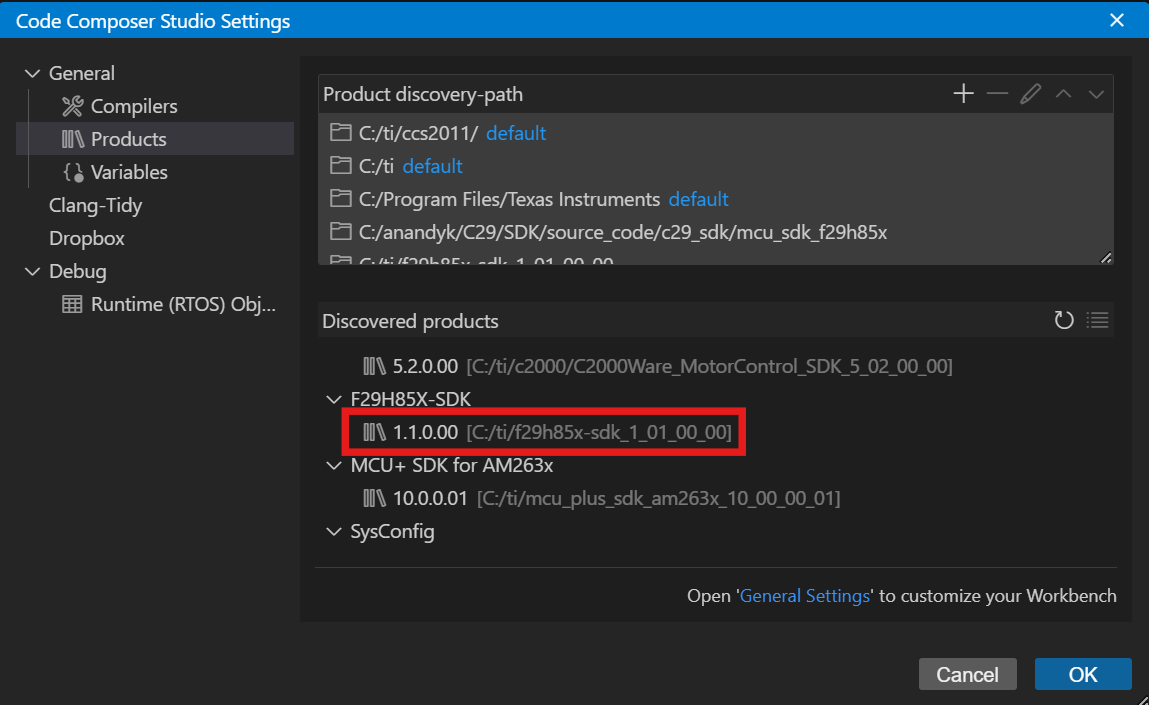 Code Composer Studio Settings
General
Compilers
Products
Variables
Clang-Tidy
Dropbox
Debug
Runtime (RTOS) Obj...
Product discovery-path
C:/ti/ccs2011/ default
C:/ti default
C:/Program Files/Texas Instruments default
C:/anandyk/C29/SDK/source_code/c29_sdk/mcu_sdk_f29h85x
C:/ti/f29h85x-sdk_1_01_00_00
Discovered products
5.2.0.00 [C:/ti/c2000/C2000Ware_MotorControl_SDK_5_02_00_00]
F29H85X-SDK
1.1.0.00 [C:/ti/f29h85x-sdk_1_01_00_00]
MCU+ SDK for AM263x
10.0.0.01 [C:/ti/mcu_plus_sdk_am263x_10_00_00_01]
SysConfig
Open 'General Settings' to customize your Workbench
Cancel
OK